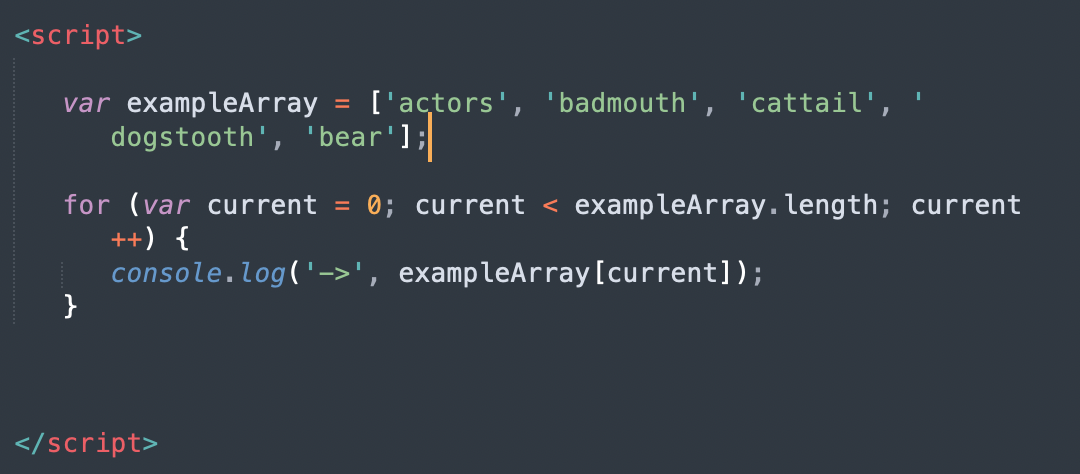 <script>
var exampleArray = ['actors', 'badmouth', 'cattail', '
dogstooth', 'bear'];
for (var current = 0; current < exampleArray.length; current
++) {
console.log('->', exampleArray[current]);
}
</script>